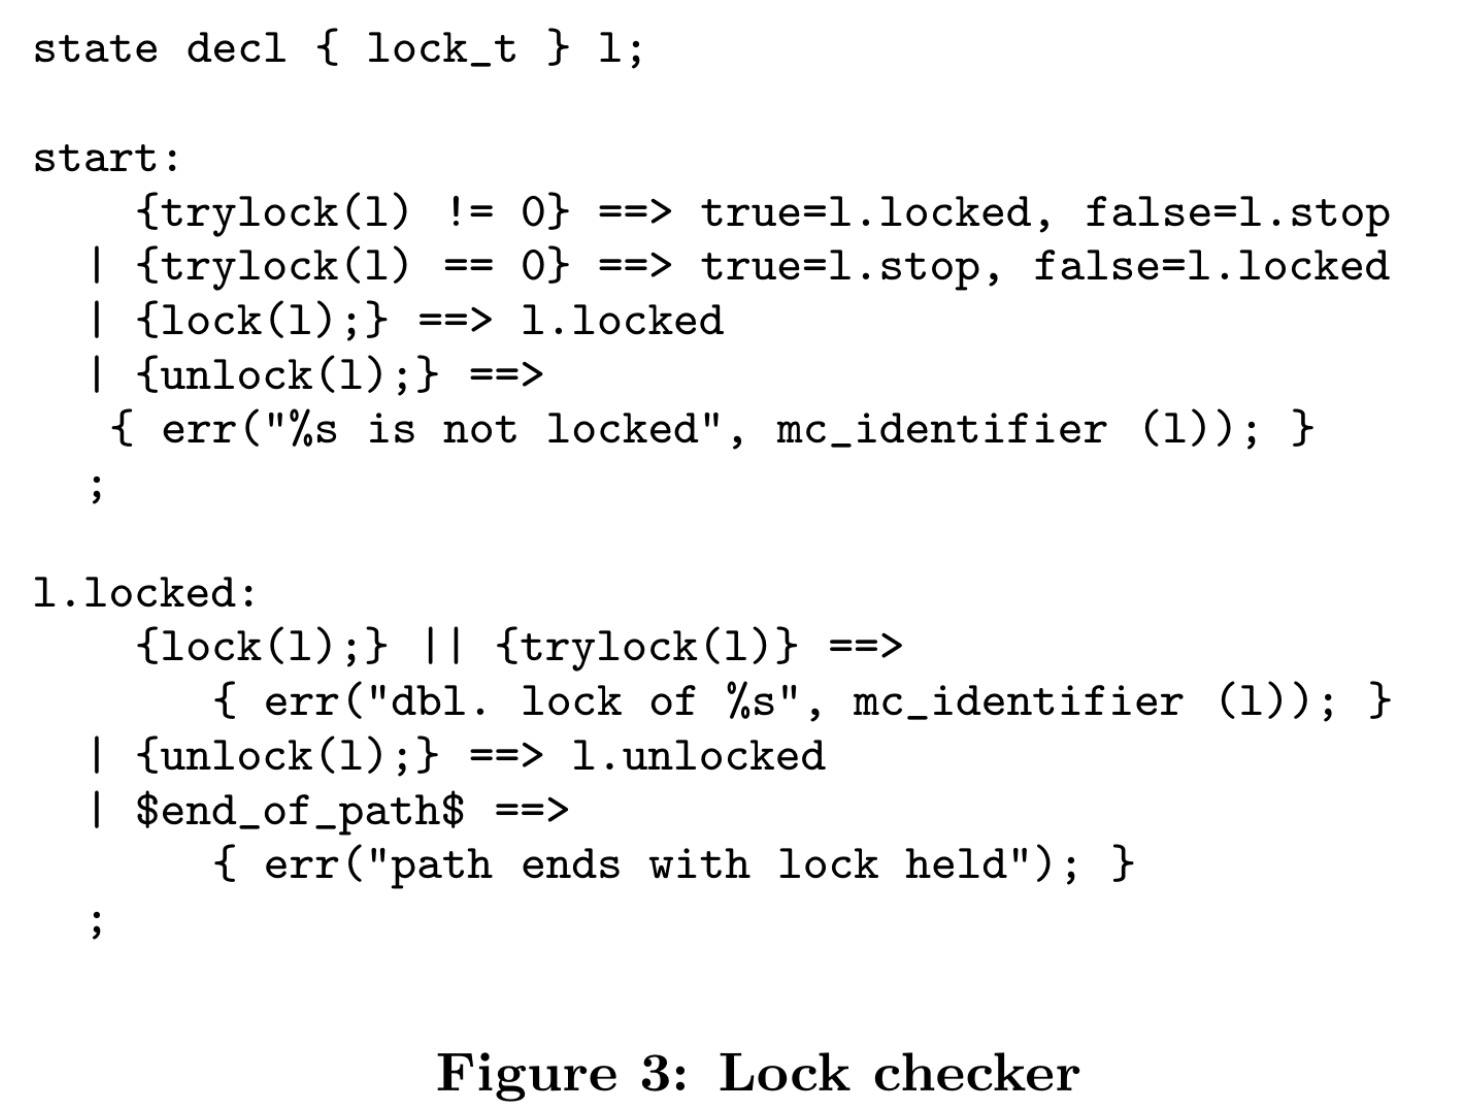 state decl { lock_t } l;
start:
{trylock(l) != 0} ==> true=l.locked, false=l.stop
| {trylock(l) == 0} ==> true=l.stop, false=l.locked
| {lock(l);} ==> l.locked
| {unlock(l);} ==>
{ err("%s is not locked", mc_identifier (l)); }
;
l.locked:
{lock(l);} || {trylock(l)} ==>
{ err("dbl. lock of %s", mc_identifier (l)); }
| {unlock(l);} ==> l.unlocked
| $end_of_path$ ==>
{ err("path ends with lock held"); }
;
Figure 3: Lock checker